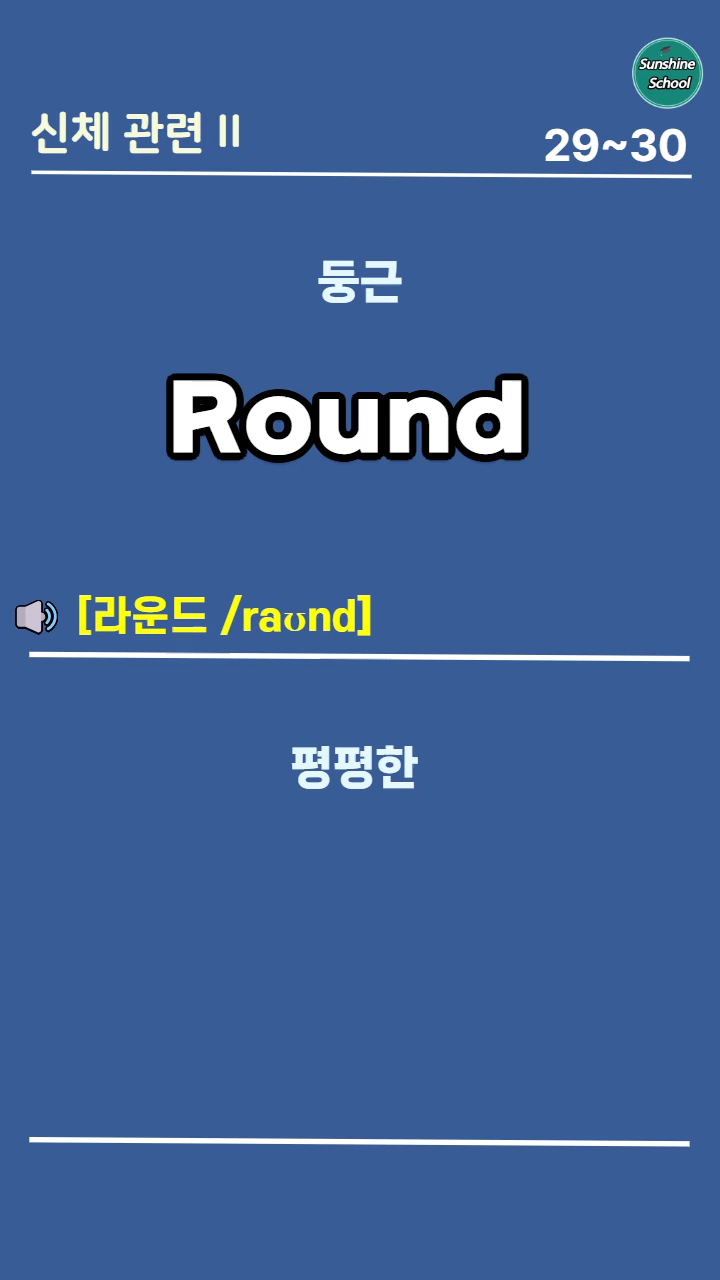 Sunshine
School
신체 관련 II
29~30
둥근
Round
[라운드 /raʊnd]
평평한